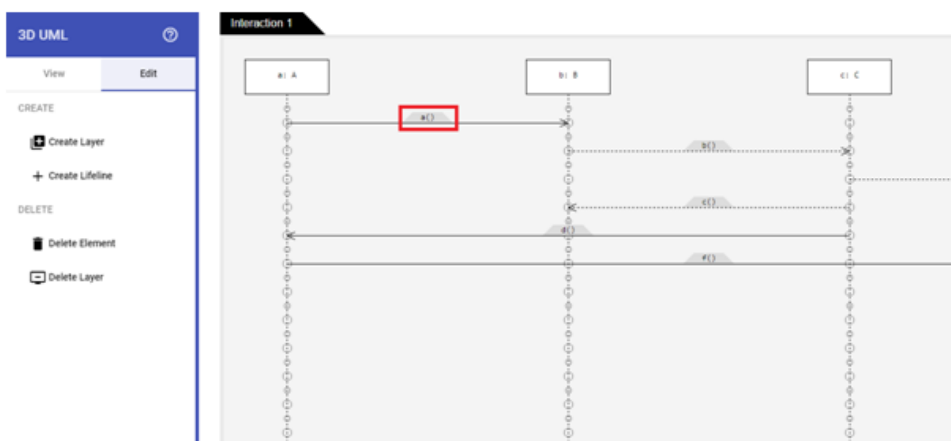 3D UML
View
Edit
CREATE
Create Layer
Create Lifeline
DELETE
Delete Element
Delete Layer
Interaction 1
a: A
b: B
c: C
a()
b()
c()
d()
f()